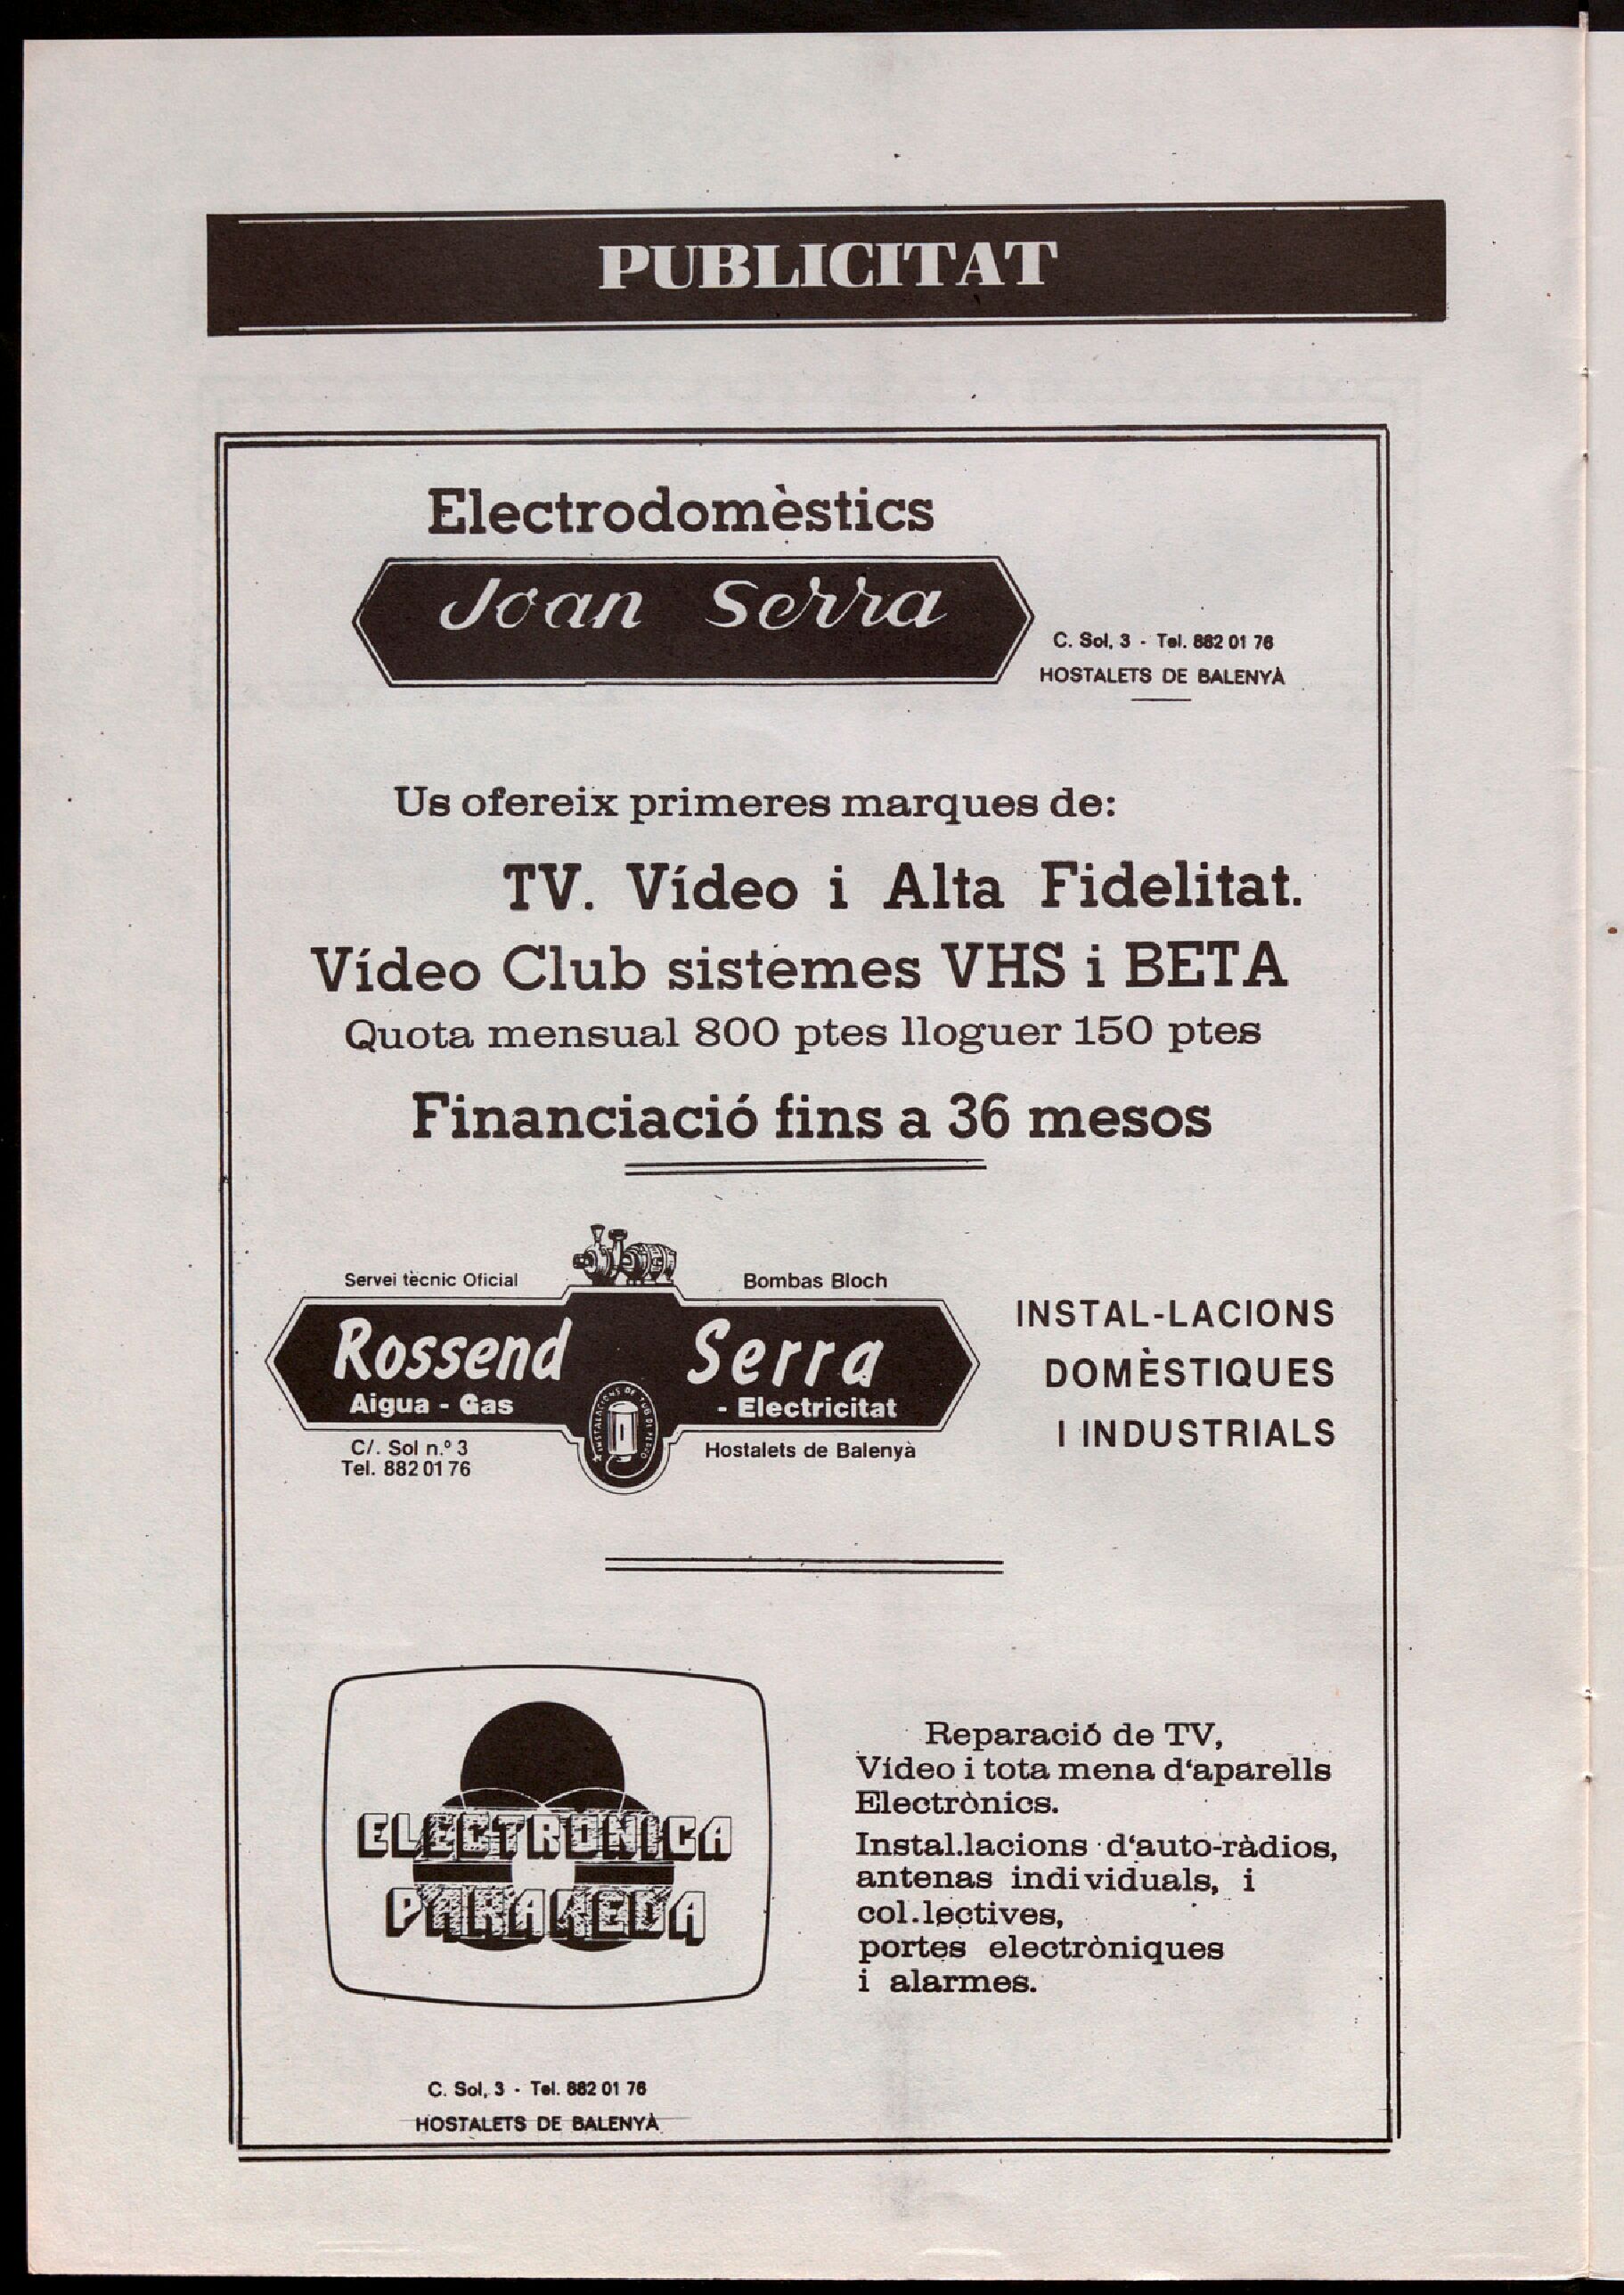 PUBLICITAT
Electrodomèstics
Joan Serra
C. Sol, 3 - Tel. 882 01 76
HOSTALETS DE BALENYÀ
Us ofereix primeres marques de:
TV. Vídeo i Alta Fidelitat.
Vídeo Club sistemes VHS i BETA
Quota mensual 800 ptes lloguer 150 ptes
Financiació fins a 36 mesos
Servei tècnic Oficial
Bombas Bloch
Rossend Serra
Aigua - Gas - Electricitat
C/. Sol n.º 3
Tel. 882 01 76
Hostalets de Balenyà
INSTAL-LACIONS
DOMÈSTIQUES
I INDUSTRIALS
ELECTRONICA
Reparació de TV,
Vídeo i tota mena d'aparells
Electrònics.
Instal.lacions d'auto-ràdios,
antenas individuals, i
col.lectives,
portes electròniques
i alarmes.
C. Sol, 3 - Tel. 882 01 76
HOSTALETS DE BALENYÀ